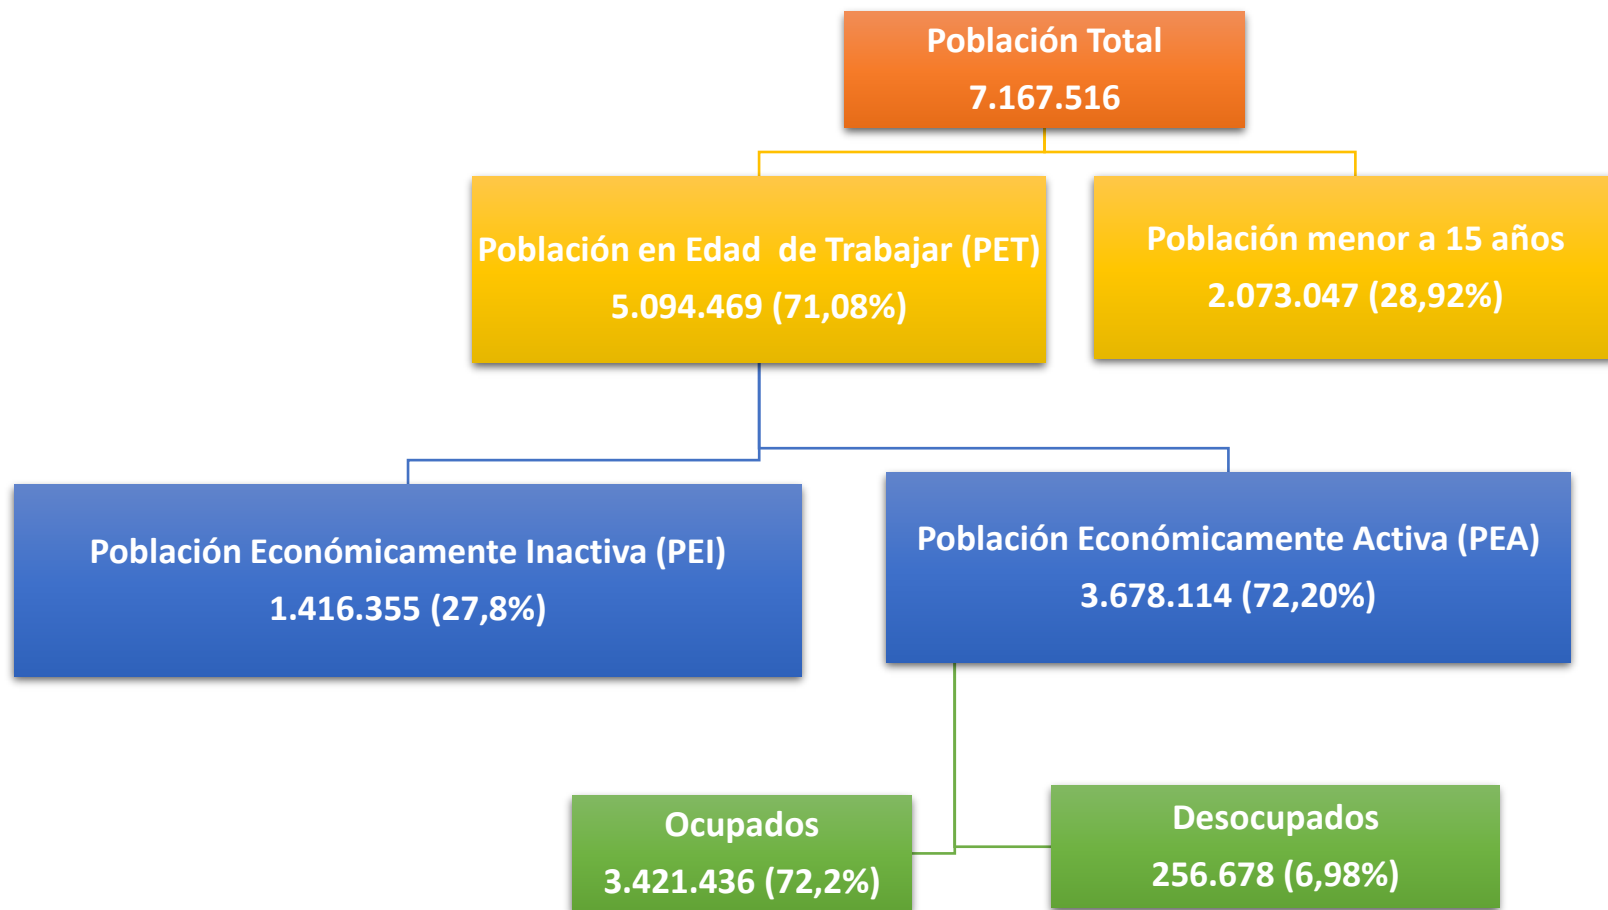 Población Total
7.167.516
Población en Edad  de Trabajar (PET)
5.094.469 (71,08%)
Población menor a 15 años
2.073.047 (28,92%)
Población Económicamente Inactiva (PEI)
1.416.355 (27,8%)
Población Económicamente Activa (PEA)
3.678.114 (72,20%)
Ocupados
3.421.436 (72,2%)
Desocupados
256.678 (6,98%)